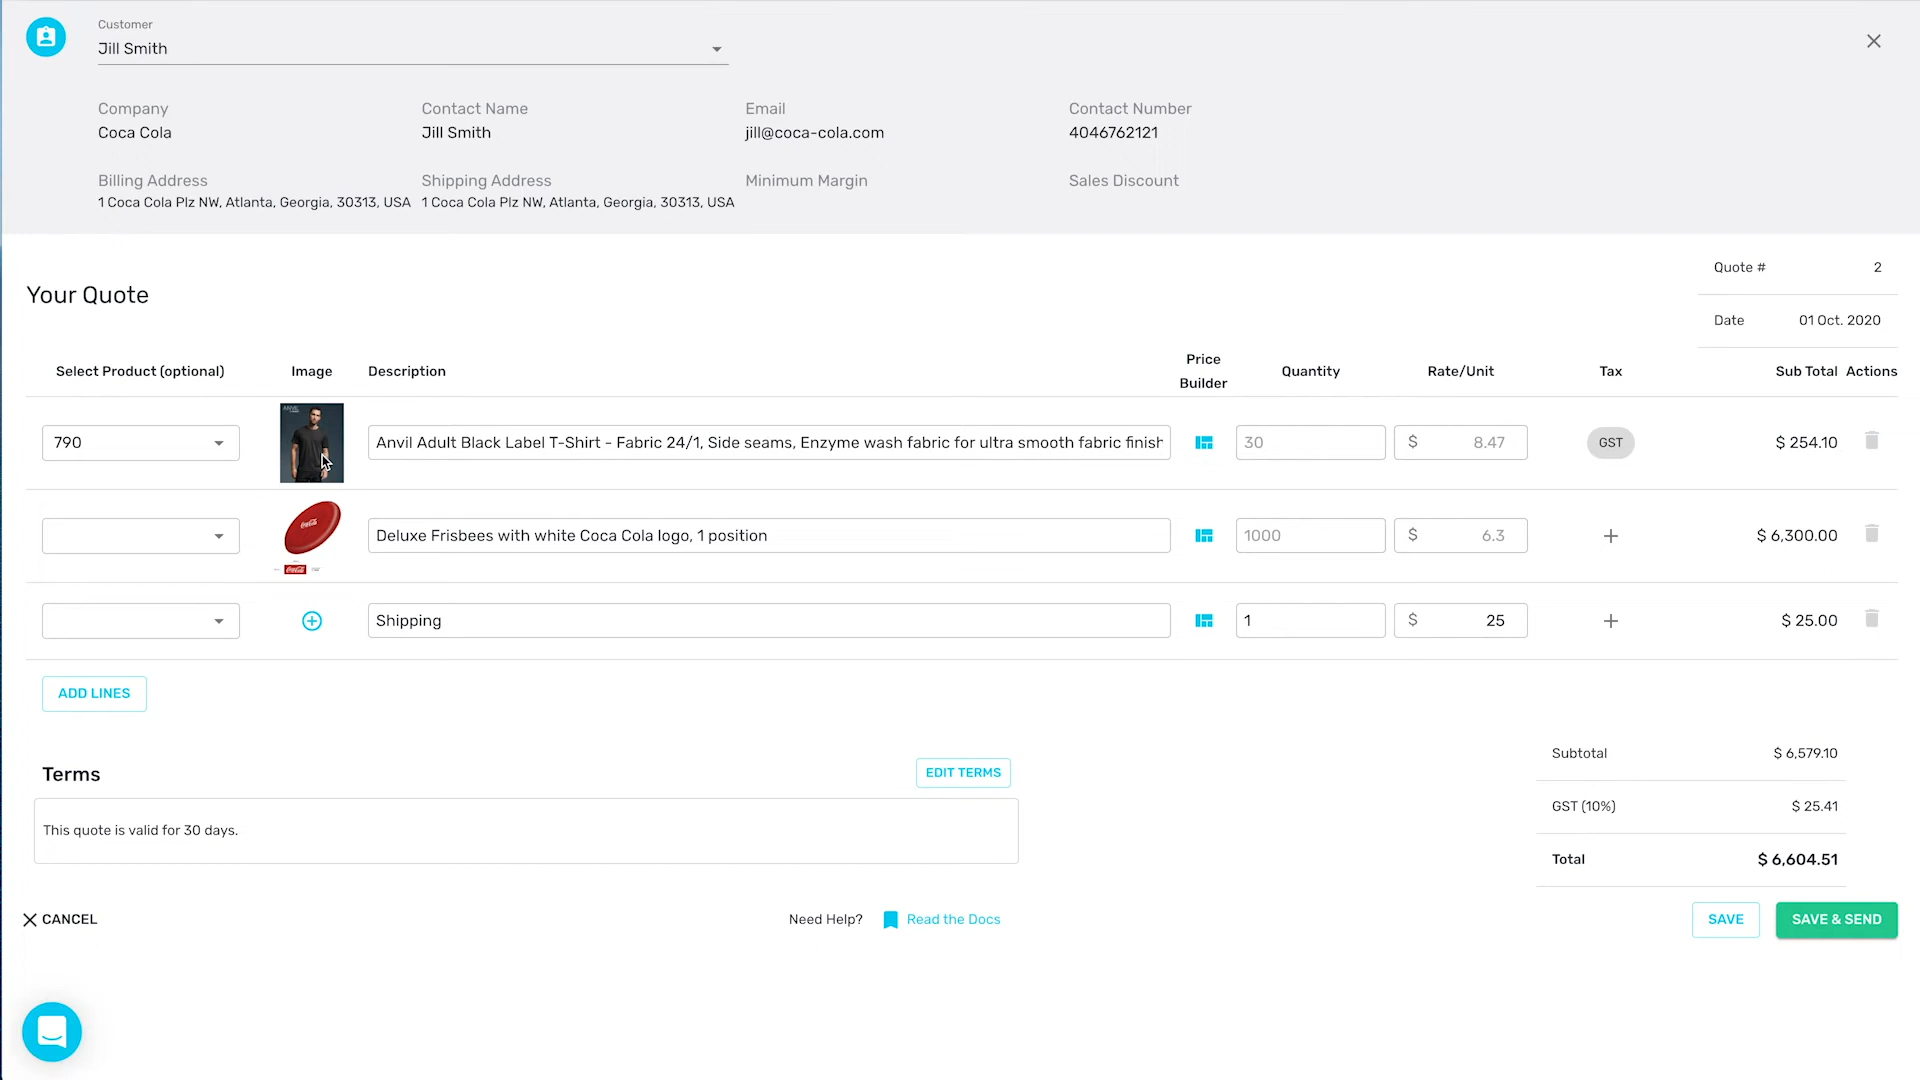 Customer
Jill Smith
Company
Coca Cola
Contact Name
Jill Smith
Email
jill@coca-cola.com
Contact Number
4046762121
Billing Address
1 Coca Cola Plz NW, Atlanta, Georgia, 30313, USA
Shipping Address
1 Coca Cola Plz NW, Atlanta, Georgia, 30313, USA
Minimum Margin
Sales Discount
Quote # 2
Your Quote
Date 01 Oct. 2020
Select Product (optional) Image Description Price Builder Quantity Rate/Unit Tax Sub Total Actions
790 Anvil Adult Black Label T-Shirt - Fabric 24/1, Side seams, Enzyme wash fabric for ultra smooth fabric finish 30 $ 8.47 GST $ 254.10
Deluxe Frisbees with white Coca Cola logo, 1 position 1000 $ 6.3 + $ 6,300.00
Shipping 1 $ 25 + $ 25.00
ADD LINES
Subtotal $ 6,579.10
Terms
EDIT TERMS
GST (10%) $ 25.41
This quote is valid for 30 days.
Total $ 6,604.51
CANCEL
Need Help? Read the Docs
SAVE
SAVE & SEND